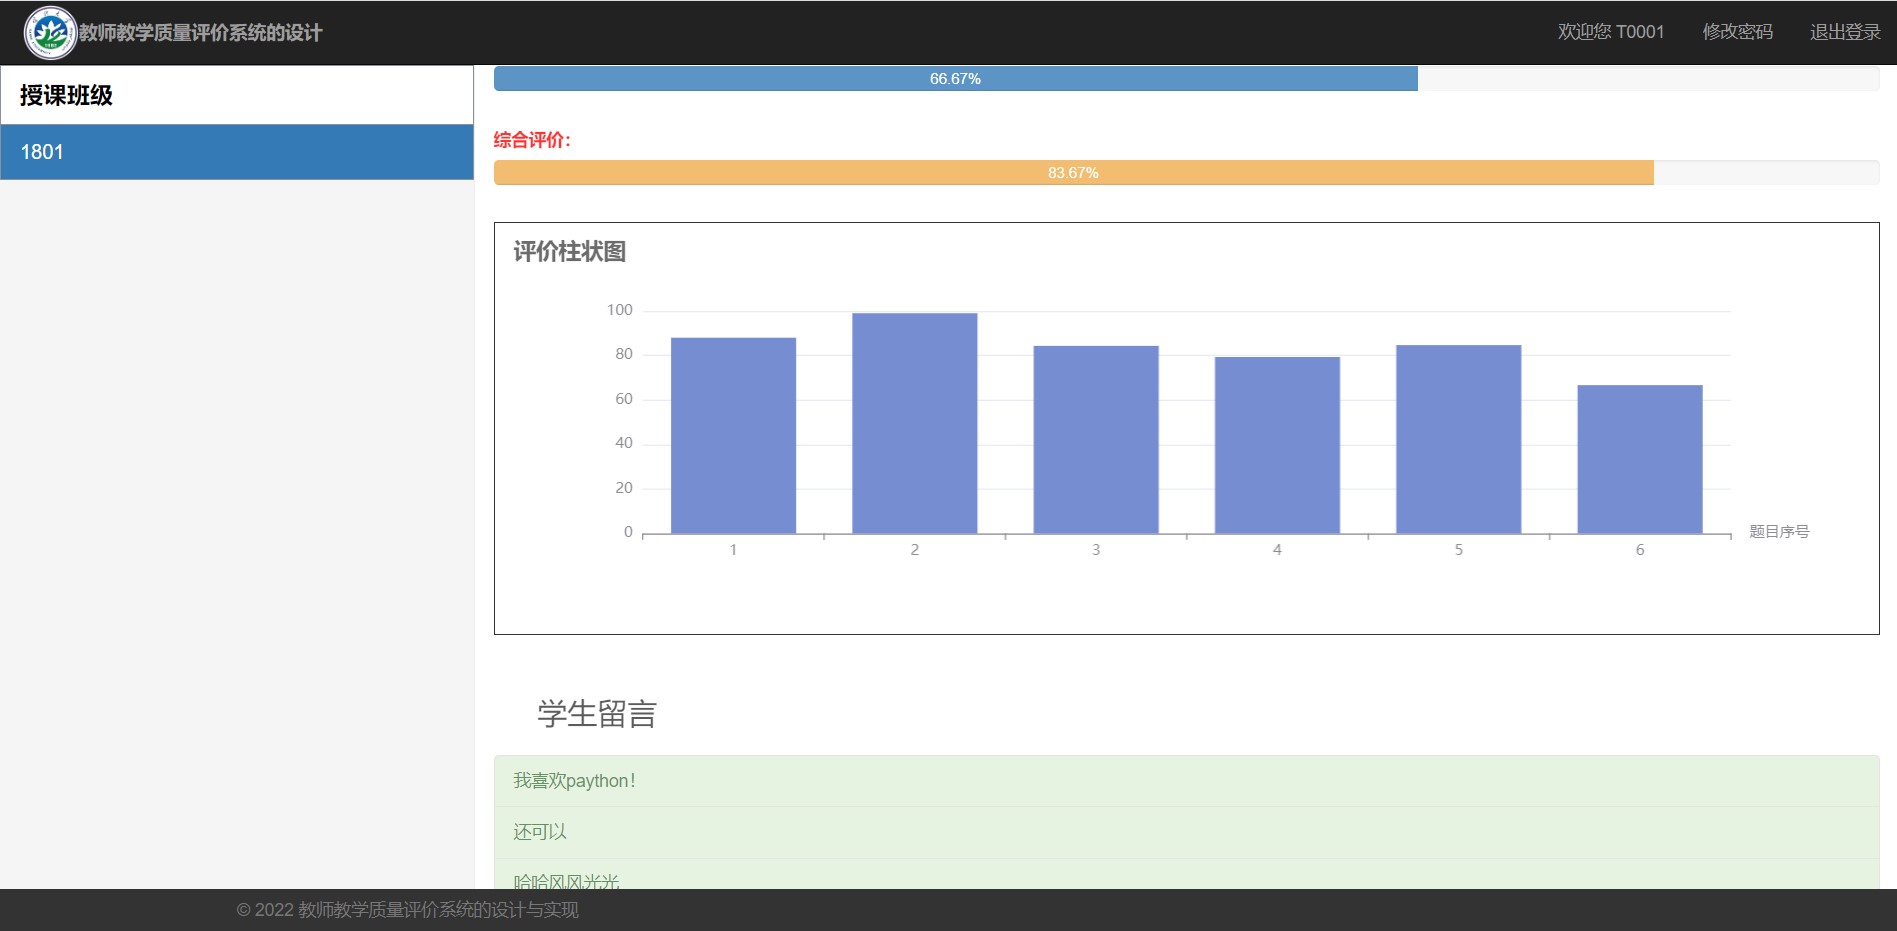 教师教学质量评价系统的设计
欢迎您 T0001 修改密码 退出登录
授课班级
1801
66.67%
综合评价：
83.67%
评价柱状图
100
80
60
40
20
0
1 2 3 4 5 6
题目序号
学生留言
我喜欢paython！
还可以
哈哈风风光光
© 2022 教师教学质量评价系统的设计与实现